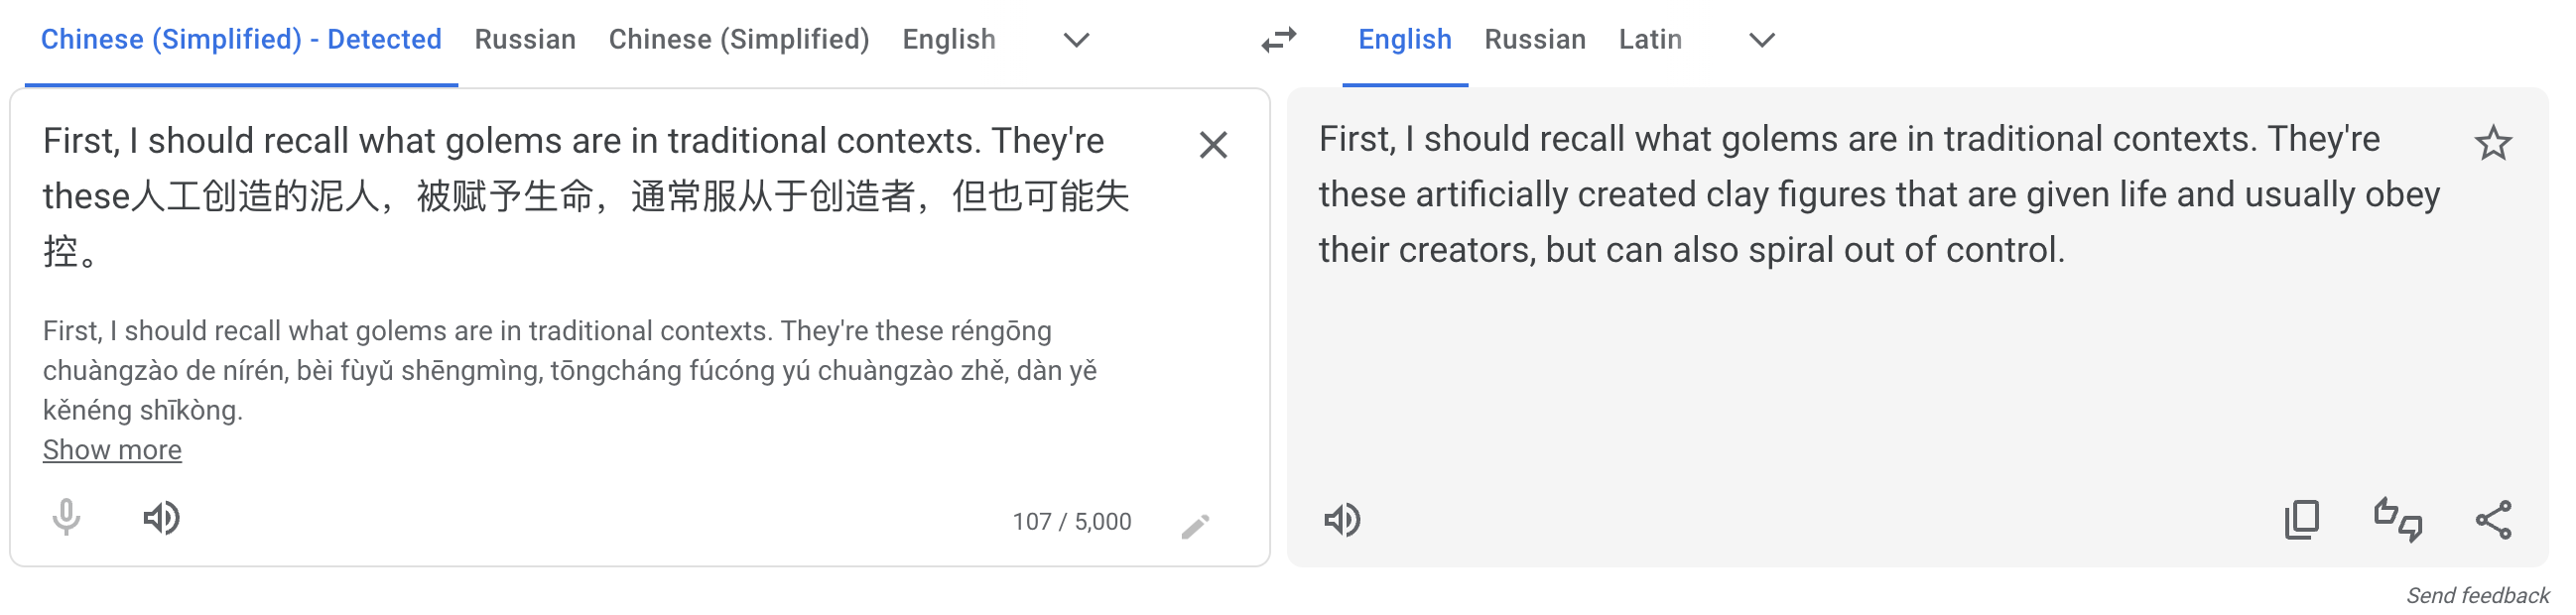 Chinese (Simplified) - Detected Russian Chinese (Simplified) English
English Russian Latin
First, I should recall what golems are in traditional contexts. They're
these人工创造的泥人，被赋予生命，通常服从于创造者，但也可能失
控。
First, I should recall what golems are in traditional contexts. They're these réngōng
chuàngzào de nírén, bèi fùyǔ shēngmìng, tōngcháng fúcóng yú chuàngzào zhě, dàn yě
kěnéng shīkòng.
Show more
107 / 5,000
First, I should recall what golems are in traditional contexts. They're
these artificially created clay figures that are given life and usually obey
their creators, but can also spiral out of control.
Send feedback